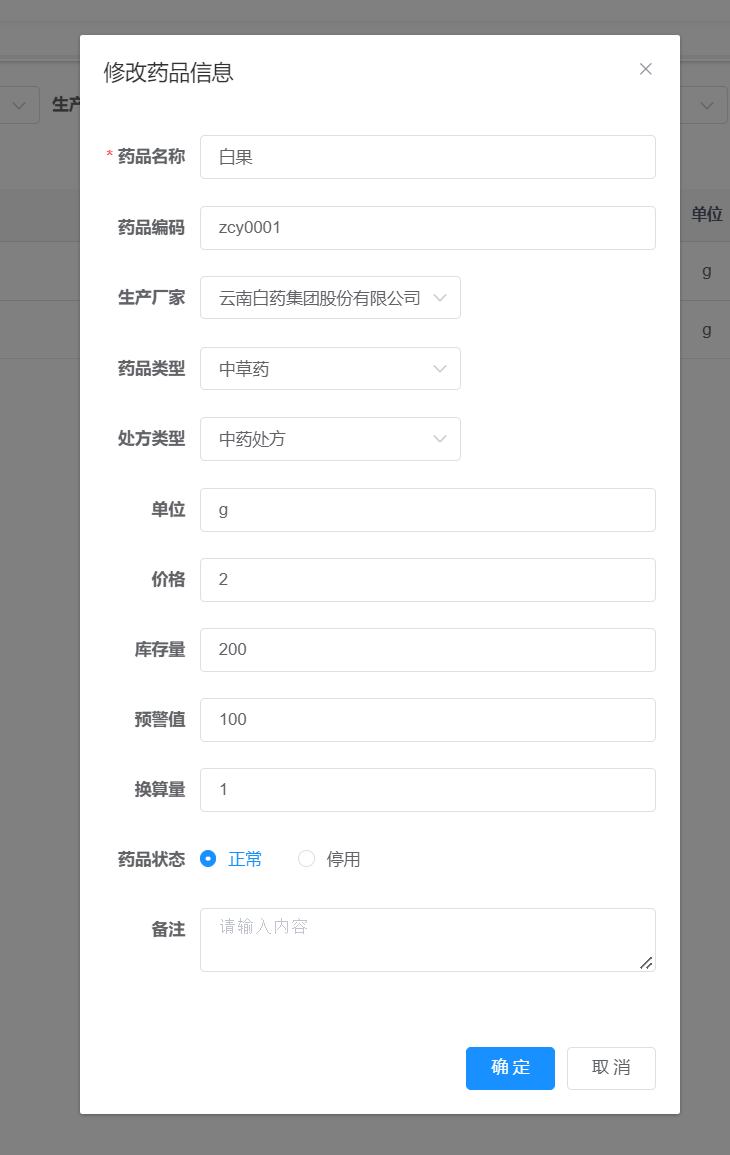 修改药品信息
生产
单位
* 药品名称 白果
药品编码 zcy0001
生产厂家 云南白药集团股份有限公司
g
药品类型 中草药
g
处方类型 中药处方
单位 g
价格 2
库存量 200
预警值 100
换算量 1
药品状态 正常 停用
备注 请输入内容
确 定 取 消